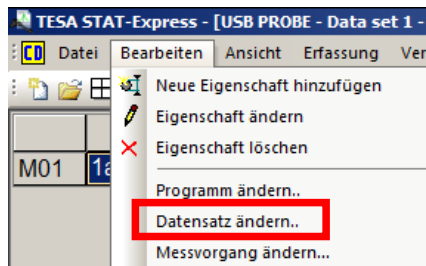 TESA STAT-Express - [USB PROBE - Data set 1 -
CD Datei Bearbeiten Ansicht Erfassung Ver
Neue Eigenschaft hinzufügen
Eigenschaft ändern
Eigenschaft löschen
M01 1a
Programm ändern..
Datensatz ändern..
Messvorgang ändern...